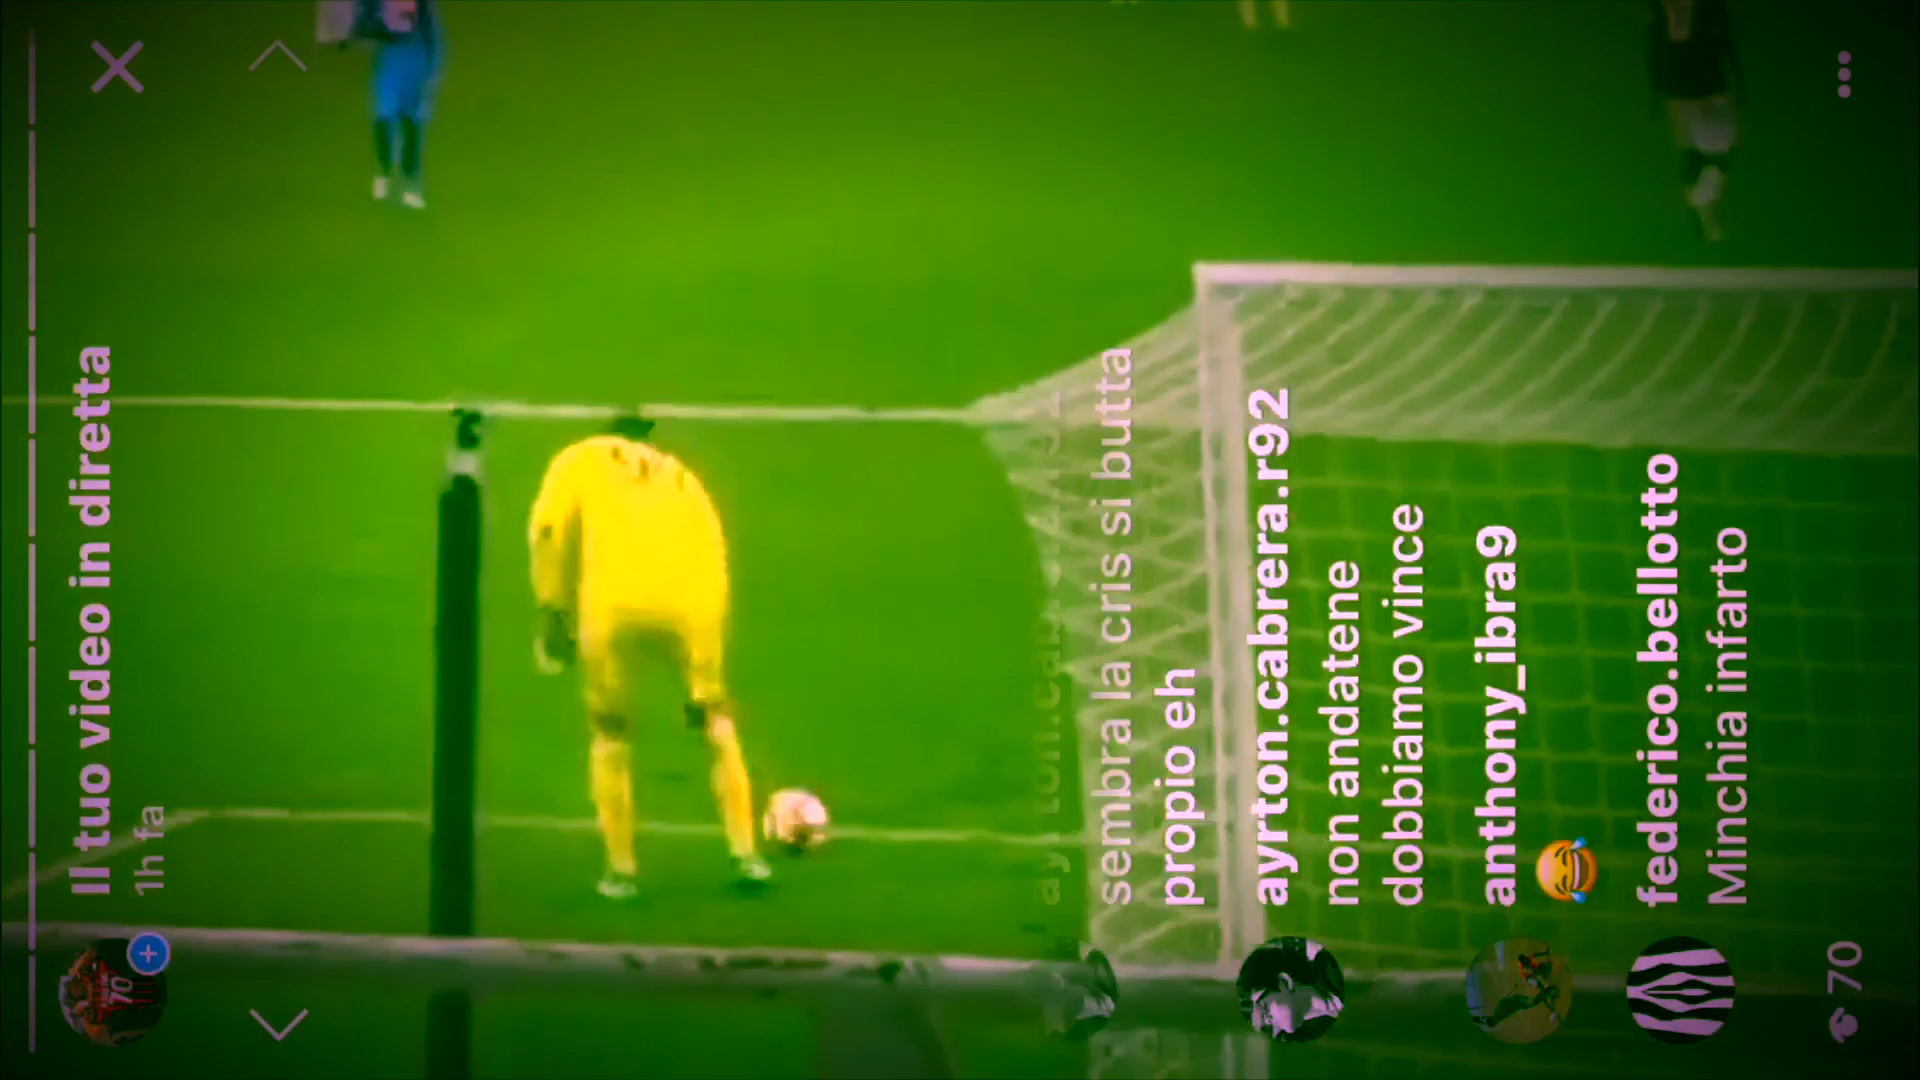 Il tuo video in diretta
1h fa
sembra la cris si butta
propio eh
ayrton.cabrera.r92
non andatene
dobbiamo vince
anthony_ibra9
😂
federico.bellotto
Minchia infarto
70